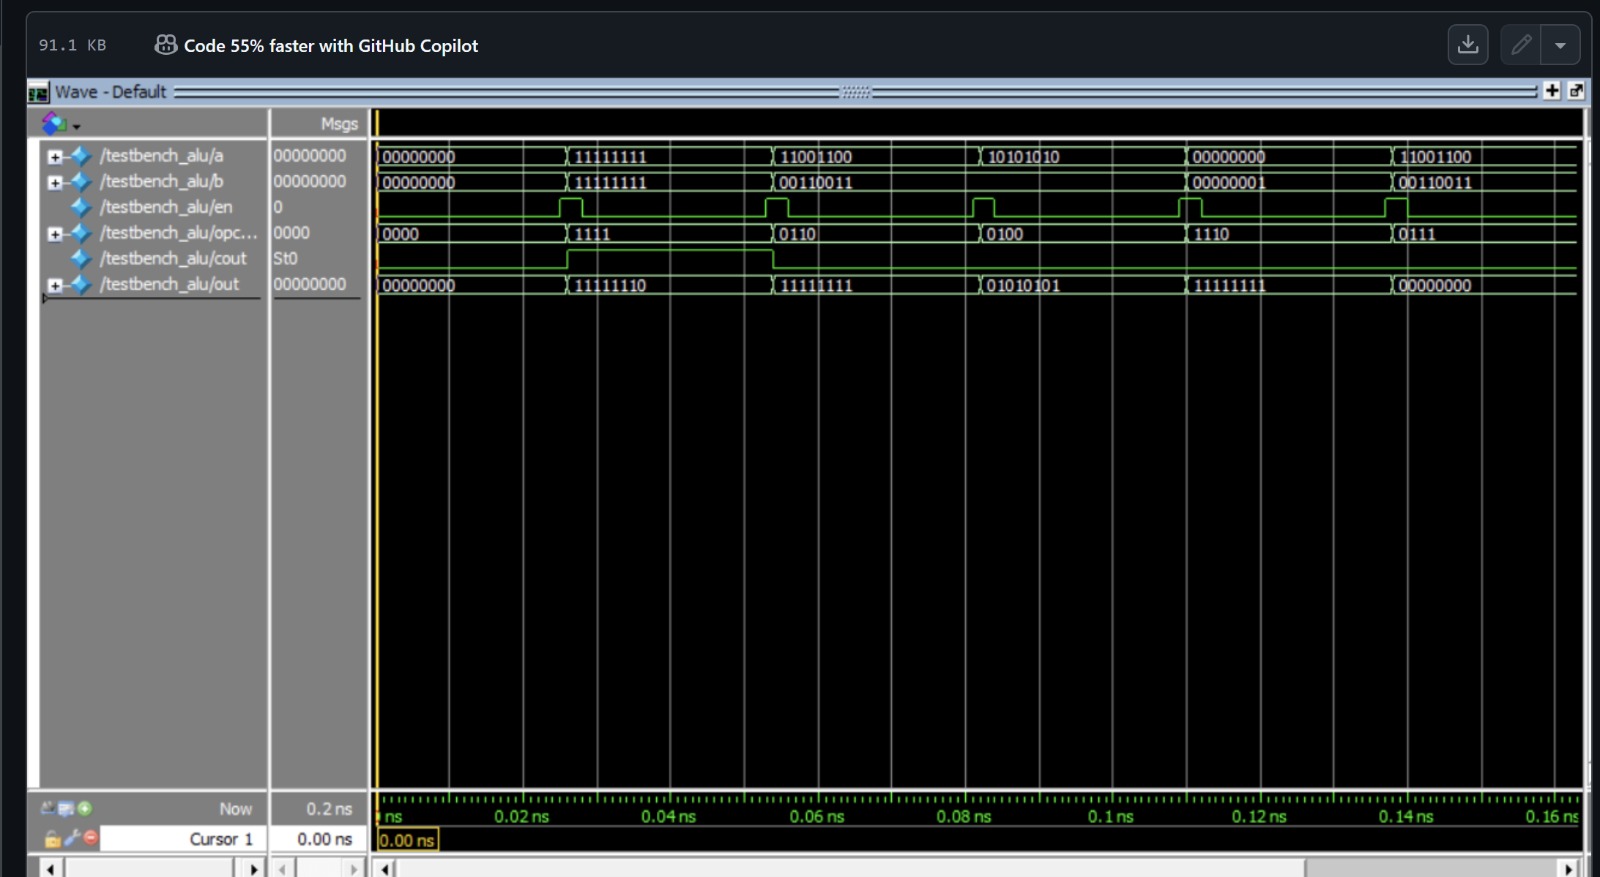 91.1 KB Code 55% faster with GitHub Copilot
Wave - Default
Msgs
/testbench_alu/a 00000000 00000000 11111111 11001100 10101010 00000000 11001100
/testbench_alu/b 00000000 00000000 11111111 00110011 00000001 00110011
/testbench_alu/en 0
/testbench_alu/opc... 0000 0000 1111 0110 0100 1110 0111
/testbench_alu/cout St0
/testbench_alu/out 00000000 00000000 11111110 11111111 01010101 11111111 00000000
Now 0.2 ns ns 0.02 ns 0.04 ns 0.06 ns 0.08 ns 0.1 ns 0.12 ns 0.14 ns 0.16 ns
Cursor 1 0.00 ns 0.00 ns